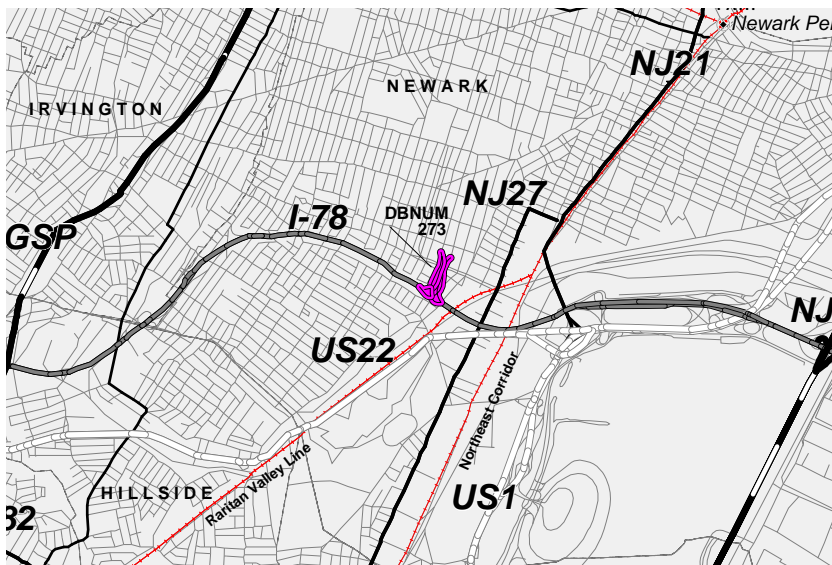 Newark Pe
NJ21
NEWARK
IRVINGTON
NJ27
DBNUM
273
I-78
GSP
NJ
US22
Northeast Corridor
Raritan Valley Line
HILLSIDE
US1
82